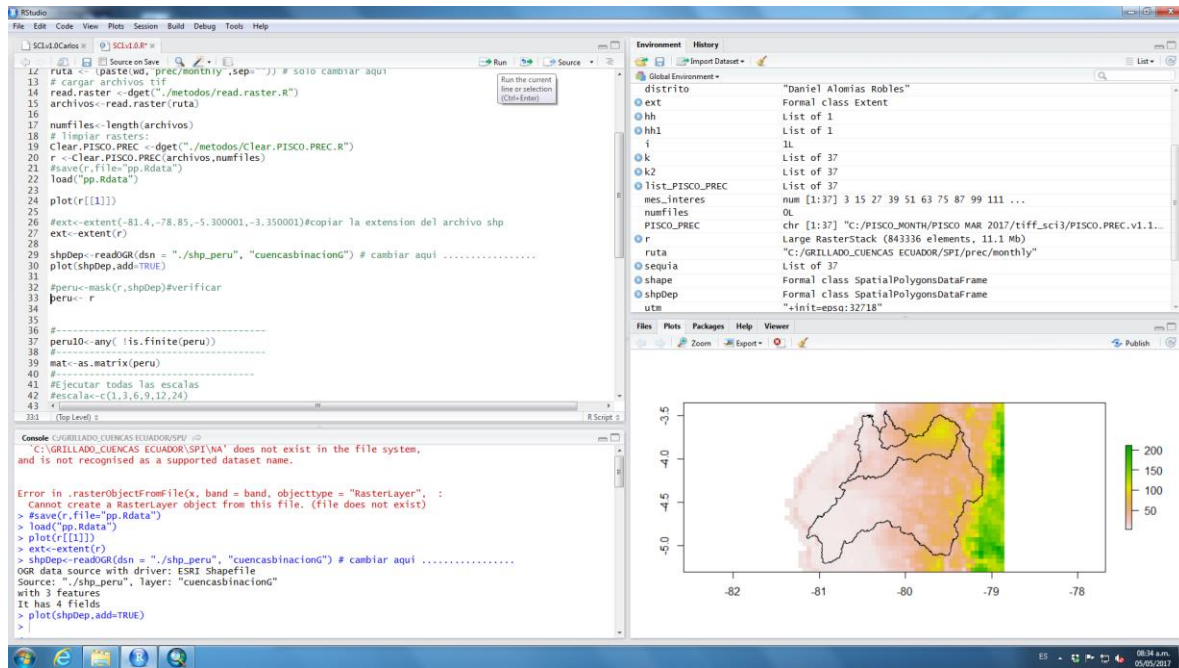 RStudio
File Edit Code View Plots Session Build Debug Tools Help
SCI.v1.0Carlos × SCI.v1.0.R* ×
Source on Save Run Source
Run the current
line or selection
(Ctrl+Enter)
12 ruta <- (paste(wd,"prec/monthly",sep="")) # solo cambiar aqui
13 # cargar archivos tif
14 read.raster <-dget("./metodos/read.raster.R")
15 archivos<-read.raster(ruta)
16
17 numfiles<-length(archivos)
18 # limpiar rasters:
19 Clear.PISCO.PREC <-dget("./metodos/Clear.PISCO.PREC.R")
20 r <-Clear.PISCO.PREC(archivos,numfiles)
21 #save(r,file="pp.Rdata")
22 load("pp.Rdata")
23
24 plot(r[[1]])
25
26 #ext<-extent(-81.4,-78.85,-5.300001,-3.350001)#copiar la extension del archivo shp
27 ext<-extent(r)
28
29 shpDep<-readOGR(dsn = "./shp_peru", "cuencasbinacionG") # cambiar aqui ................
30 plot(shpDep,add=TRUE)
31
32 #peru<-mask(r,shpDep)#verificar
33 peru<- r
34
35
36 #-------------------------------------
37 peru10<-any( !is.finite(peru))
38 #-------------------------------------
39 mat<-as.matrix(peru)
40 #-----------------------------------
41 #Ejecutar todas las escalas
42 #escala<-c(1,3,6,9,12,24)
43
33:1 (Top Level) R Script
Console C:/GRILLADO_CUENCAS ECUADOR/SPI/
`C:\GRILLADO_CUENCAS ECUADOR\SPI\NA' does not exist in the file system,
and is not recognised as a supported dataset name.
Error in .rasterObjectFromFile(x, band = band, objecttype = "RasterLayer", :
Cannot create a RasterLayer object from this file. (file does not exist)
> #save(r,file="pp.Rdata")
> load("pp.Rdata")
> plot(r[[1]])
> ext<-extent(r)
> shpDep<-readOGR(dsn = "./shp_peru", "cuencasbinacionG") # cambiar aqui ................
OGR data source with driver: ESRI Shapefile
Source: "./shp_peru", layer: "cuencasbinacionG"
with 3 features
It has 4 fields
> plot(shpDep,add=TRUE)
>
Environment History
Import Dataset List
Global Environment
distrito "Daniel Alomias Robles"
ext Formal class Extent
hh List of 1
hh1 List of 1
i 1L
k List of 37
k2 List of 37
list_PISCO_PREC List of 37
mes_interes num [1:37] 3 15 27 39 51 63 75 87 99 111 ...
numfiles 0L
PISCO_PREC chr [1:37] "C:/PISCO_MONTH/PISCO MAR 2017/tiff_sci3/PISCO.PREC.v1.1...
r Large RasterStack (843336 elements, 11.1 Mb)
ruta "C:/GRILLADO_CUENCAS ECUADOR/SPI/prec/monthly"
sequia List of 37
shape Formal class SpatialPolygonsDataFrame
shpDep Formal class SpatialPolygonsDataFrame
utm "+init=epsg:32718"
Files Plots Packages Help Viewer
Zoom Export Publish
-3.5
-4.0
-4.5
-5.0
-82 -81 -80 -79 -78
200
150
100
50
ES
08:34 a.m.
05/05/2017